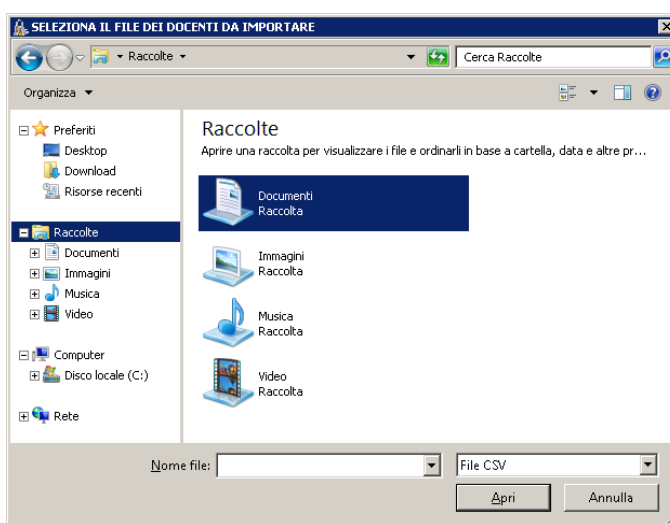 SELEZIONA IL FILE DEI DOCENTI DA IMPORTARE
Raccolte
Cerca Raccolte
Organizza
Preferiti
Desktop
Download
Risorse recenti
Raccolte
Documenti
Immagini
Musica
Video
Computer
Disco locale (C:)
Rete
Raccolte
Aprire una raccolta per visualizzare i file e ordinarli in base a cartella, data e altre pr...
Documenti
Raccolta
Immagini
Raccolta
Musica
Raccolta
Video
Raccolta
Nome file:
File CSV
Apri
Annulla